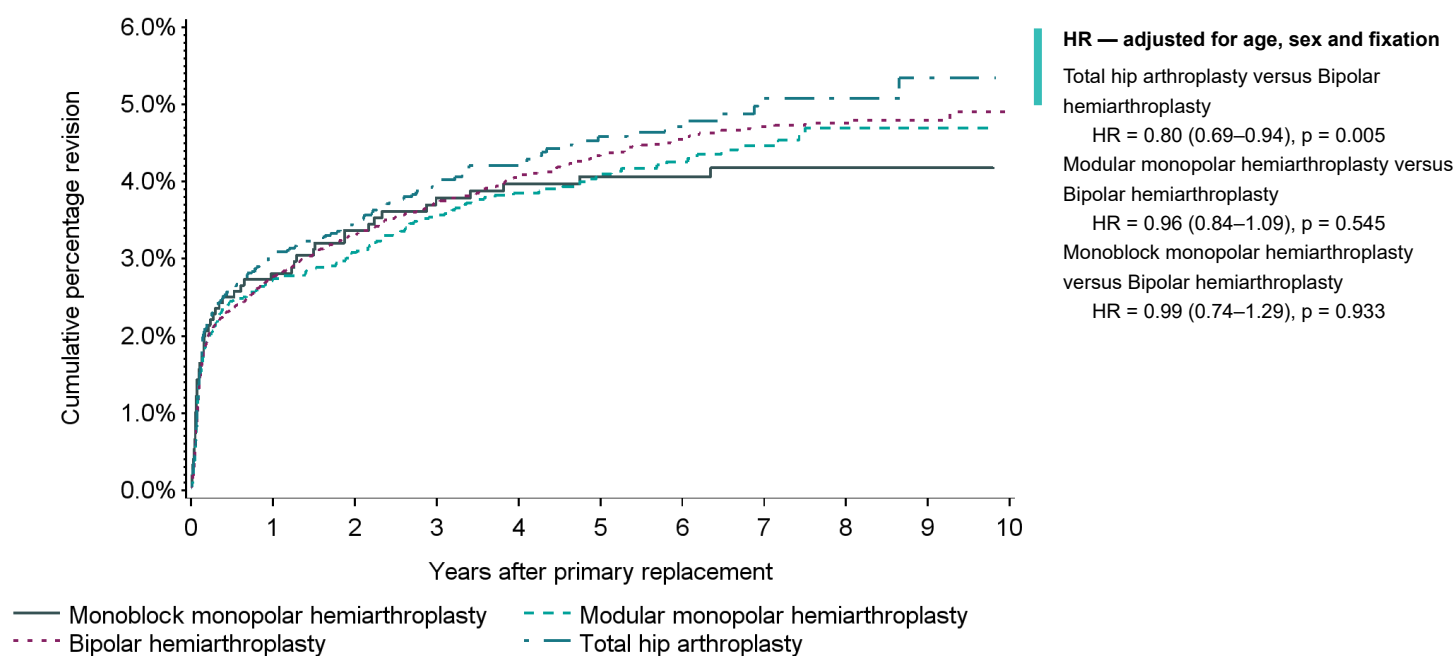 6.0%
5.0%
4.0%
3.0%
2.0%
1.0%
0.0%
Cumulative percentage revision
0 1 2 3 4 5 6 7 8 9 10
Years after primary replacement
Monoblock monopolar hemiarthroplasty
Modular monopolar hemiarthroplasty
Bipolar hemiarthroplasty
Total hip arthroplasty
HR — adjusted for age, sex and fixation
Total hip arthroplasty versus Bipolar
hemiarthroplasty
HR = 0.80 (0.69–0.94), p = 0.005
Modular monopolar hemiarthroplasty versus
Bipolar hemiarthroplasty
HR = 0.96 (0.84–1.09), p = 0.545
Monoblock monopolar hemiarthroplasty
versus Bipolar hemiarthroplasty
HR = 0.99 (0.74–1.29), p = 0.933